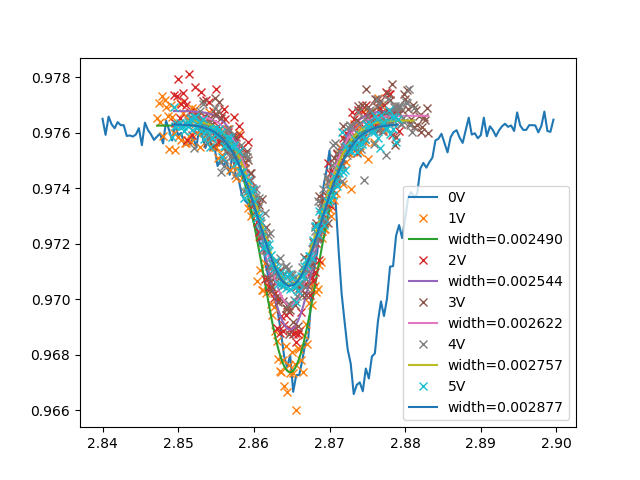 0.978
0.976
0.974
0.972
0.970
0.968
0.966
0V
1V
width=0.002490
2V
width=0.002544
3V
width=0.002622
4V
width=0.002757
5V
width=0.002877
2.84 2.85 2.86 2.87 2.88 2.89 2.90